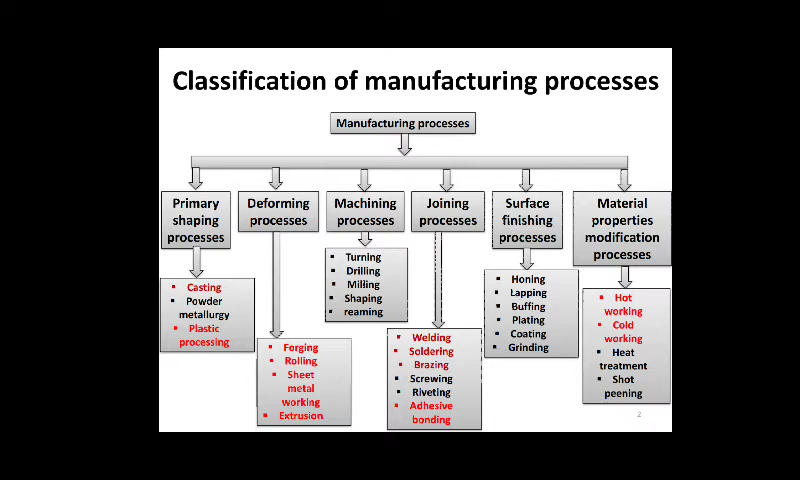 Classification of manufacturing processes
Manufacturing processes
Primary
shaping
processes
Deforming
processes
Machining
processes
Joining
processes
Surface
finishing
processes
Material
properties
modification
processes
▪ Casting
▪ Powder
metallurgy
▪ Plastic
processing
▪ Forging
▪ Rolling
▪ Sheet
metal
working
▪ Extrusion
▪ Turning
▪ Drilling
▪ Milling
▪ Shaping
▪ reaming
▪ Welding
▪ Soldering
▪ Brazing
▪ Screwing
▪ Riveting
▪ Adhesive
bonding
▪ Honing
▪ Lapping
▪ Buffing
▪ Plating
▪ Coating
▪ Grinding
▪ Hot
working
▪ Cold
working
▪ Heat
treatment
▪ Shot
peening
2